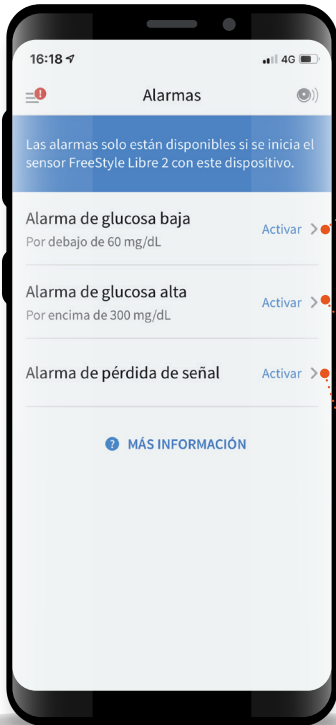 16:18
4G
Alarmas
Las alarmas solo están disponibles si se inicia el
sensor FreeStyle Libre 2 con este dispositivo.
Alarma de glucosa baja
Activar
Por debajo de 60 mg/dL
Alarma de glucosa alta
Activar
Por encima de 300 mg/dL
Alarma de pérdida de señal
Activar
MÁS INFORMACIÓN